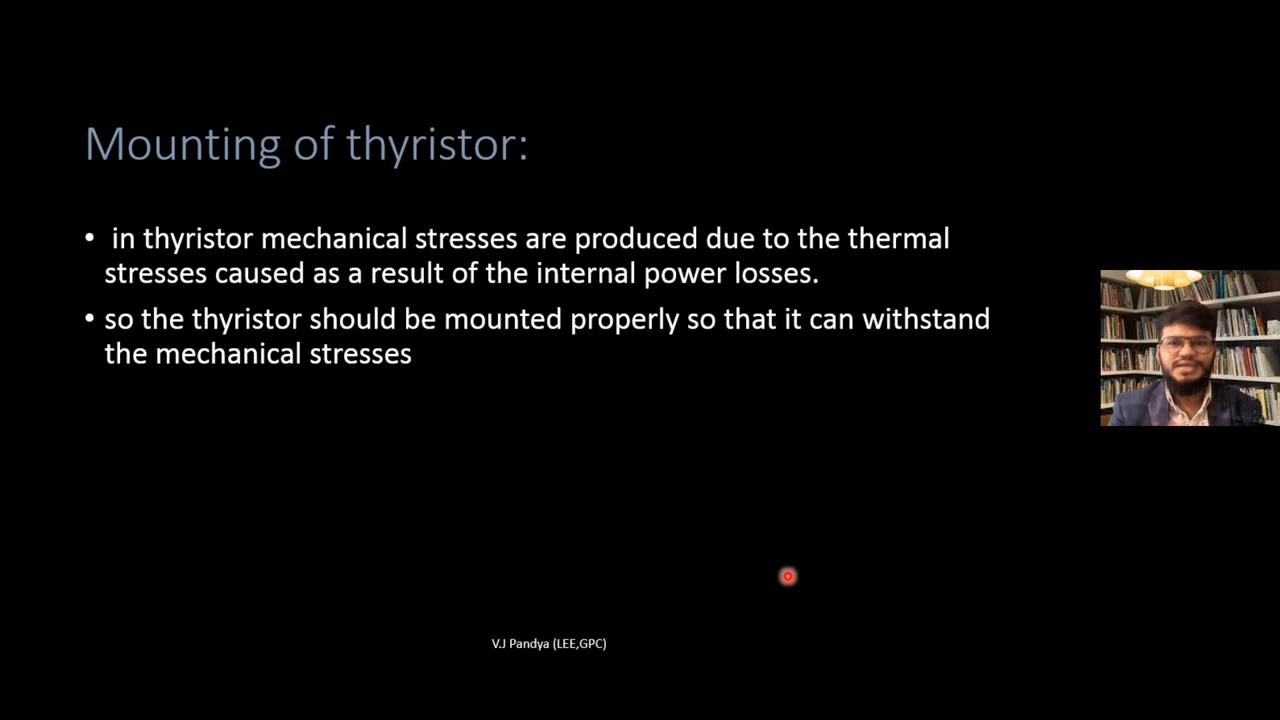 Mounting of thyristor:
• in thyristor mechanical stresses are produced due to the thermal
stresses caused as a result of the internal power losses.
• so the thyristor should be mounted properly so that it can withstand
the mechanical stresses
V.J Pandya (LEE,GPC)